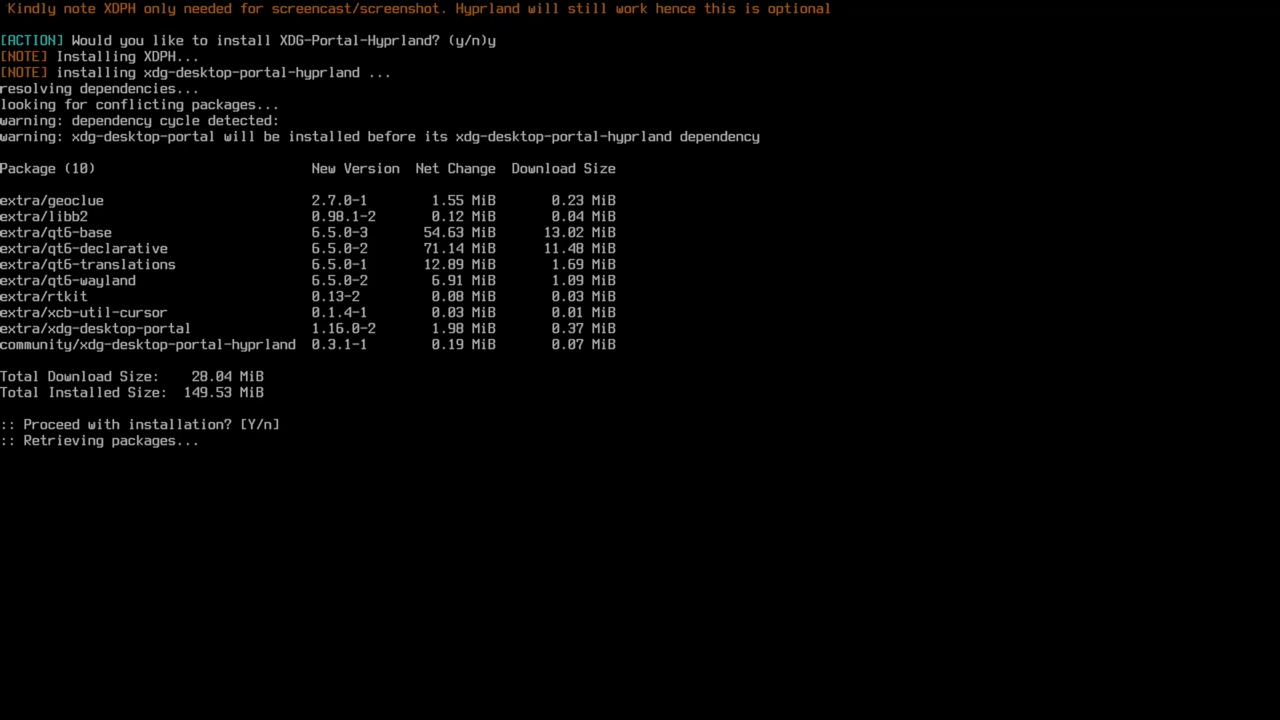 Kindly note XDPH only needed for screencast/screenshot. Hyprland will still work hence this is optional
[ACTION] Would you like to install XDG-Portal-Hyprland? (y/n)y
[NOTE] Installing XDPH...
[NOTE] installing xdg-desktop-portal-hyprland ...
resolving dependencies...
looking for conflicting packages...
warning: dependency cycle detected:
warning: xdg-desktop-portal will be installed before its xdg-desktop-portal-hyprland dependency
Package (10) New Version Net Change Download Size
extra/geoclue 2.7.0-1 1.55 MiB 0.23 MiB
extra/libb2 0.98.1-2 0.12 MiB 0.04 MiB
extra/qt6-base 6.5.0-3 54.63 MiB 13.02 MiB
extra/qt6-declarative 6.5.0-2 71.14 MiB 11.48 MiB
extra/qt6-translations 6.5.0-1 12.89 MiB 1.69 MiB
extra/qt6-wayland 6.5.0-2 6.91 MiB 1.09 MiB
extra/rtkit 0.13-2 0.08 MiB 0.03 MiB
extra/xcb-util-cursor 0.1.4-1 0.03 MiB 0.01 MiB
extra/xdg-desktop-portal 1.16.0-2 1.98 MiB 0.37 MiB
community/xdg-desktop-portal-hyprland 0.3.1-1 0.19 MiB 0.07 MiB
Total Download Size: 28.04 MiB
Total Installed Size: 149.53 MiB
:: Proceed with installation? [Y/n]
:: Retrieving packages...